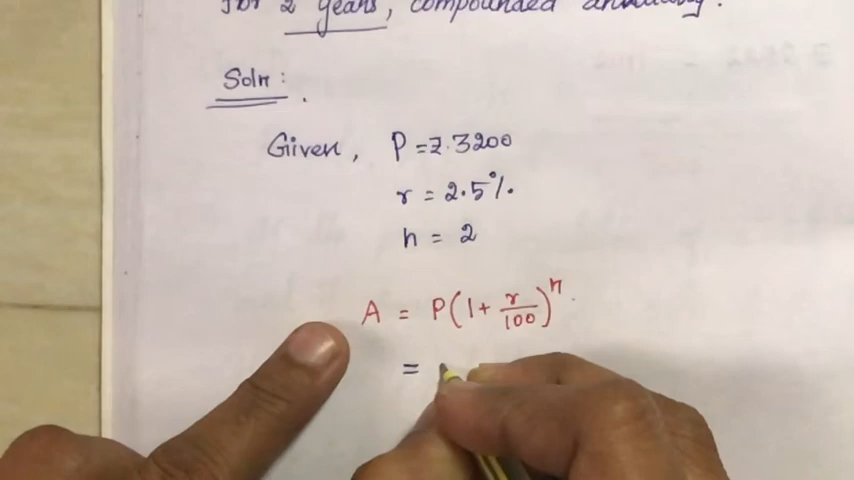 for 2 years, compounded annually.
Soln:
Given, P = ₹.3200
r = 2.5%.
n = 2
A = P(1 + r/100)^n.
=